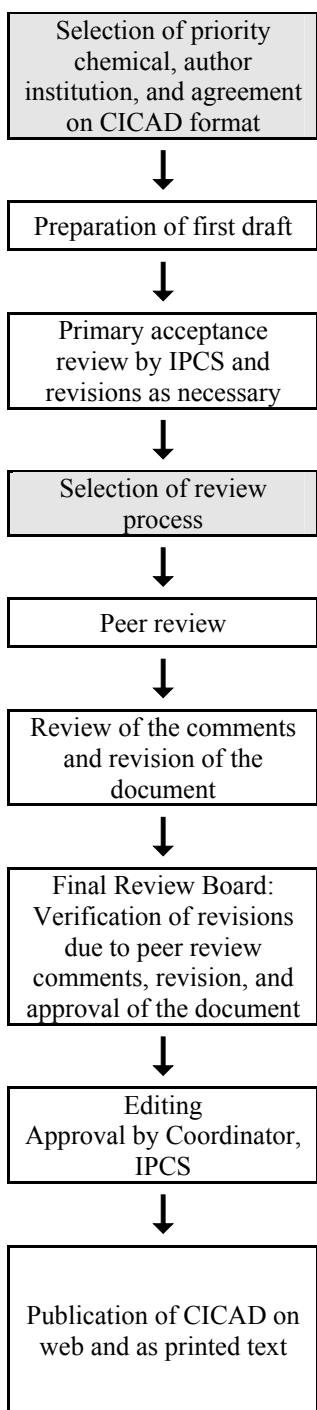 Selection of priority
chemical, author
institution, and agreement
on CICAD format
Preparation of first draft
Primary acceptance
review by IPCS and
revisions as necessary
Selection of review
process
Peer review
Review of the comments
and revision of the
document
Final Review Board:
Verification of revisions
due to peer review
comments, revision, and
approval of the document
Editing
Approval by Coordinator,
IPCS
Publication of CICAD on
web and as printed text